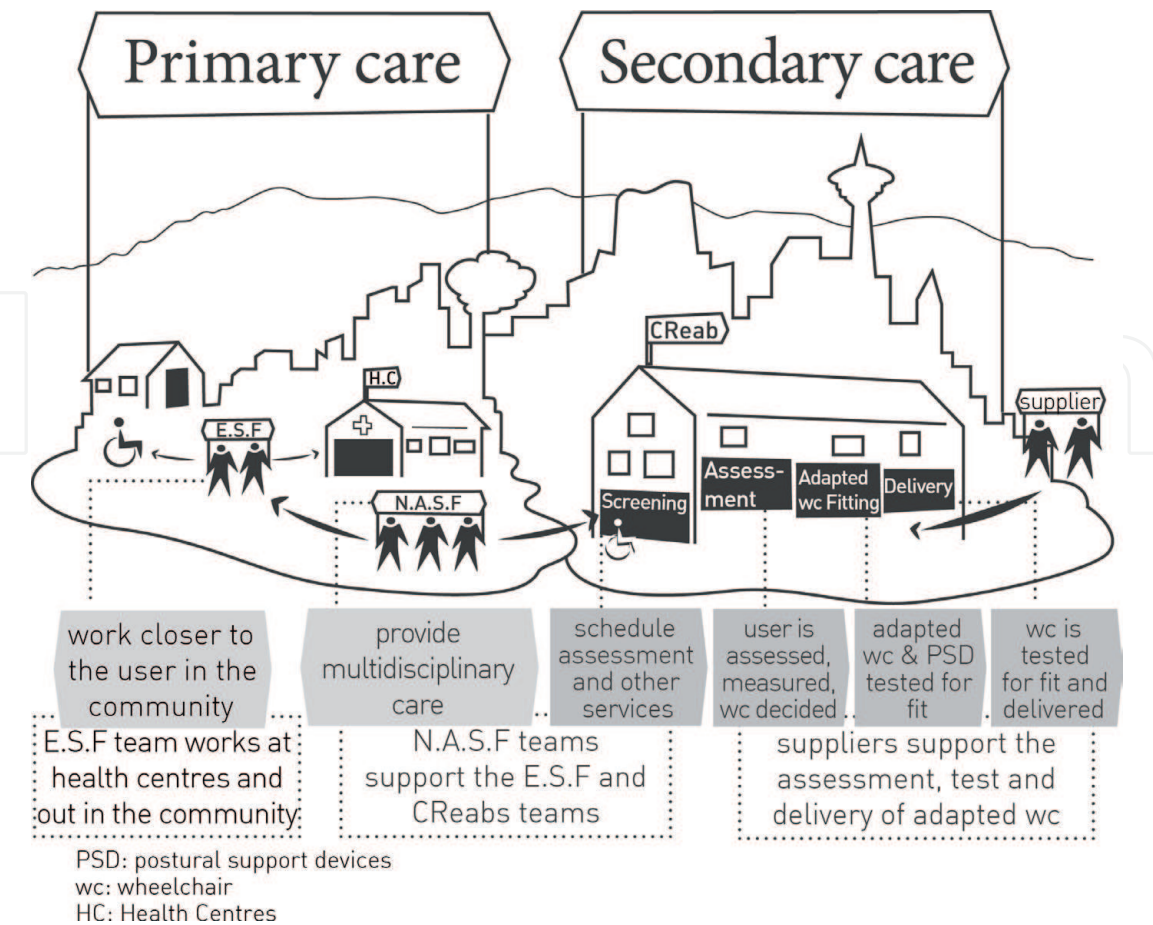 Primary care
Secondary care
CReab
H.C
supplier
E.S.F
N.A.S.F
Screening
Assess-
ment
Adapted
wc Fitting
Delivery
work closer to
the user in the
community
provide
multidisciplinary
care
schedule
assessment
and other
services
user is
assessed,
measured,
wc decided
adapted
wc & PSD
tested for
fit
wc is
tested
for fit and
delivered
E.S.F team works at
health centres and
out in the community
N.A.S.F teams
support the E.S.F and
CReabs teams
suppliers support the
assessment, test and
delivery of adapted wc
PSD: postural support devices
wc: wheelchair
HC: Health Centres